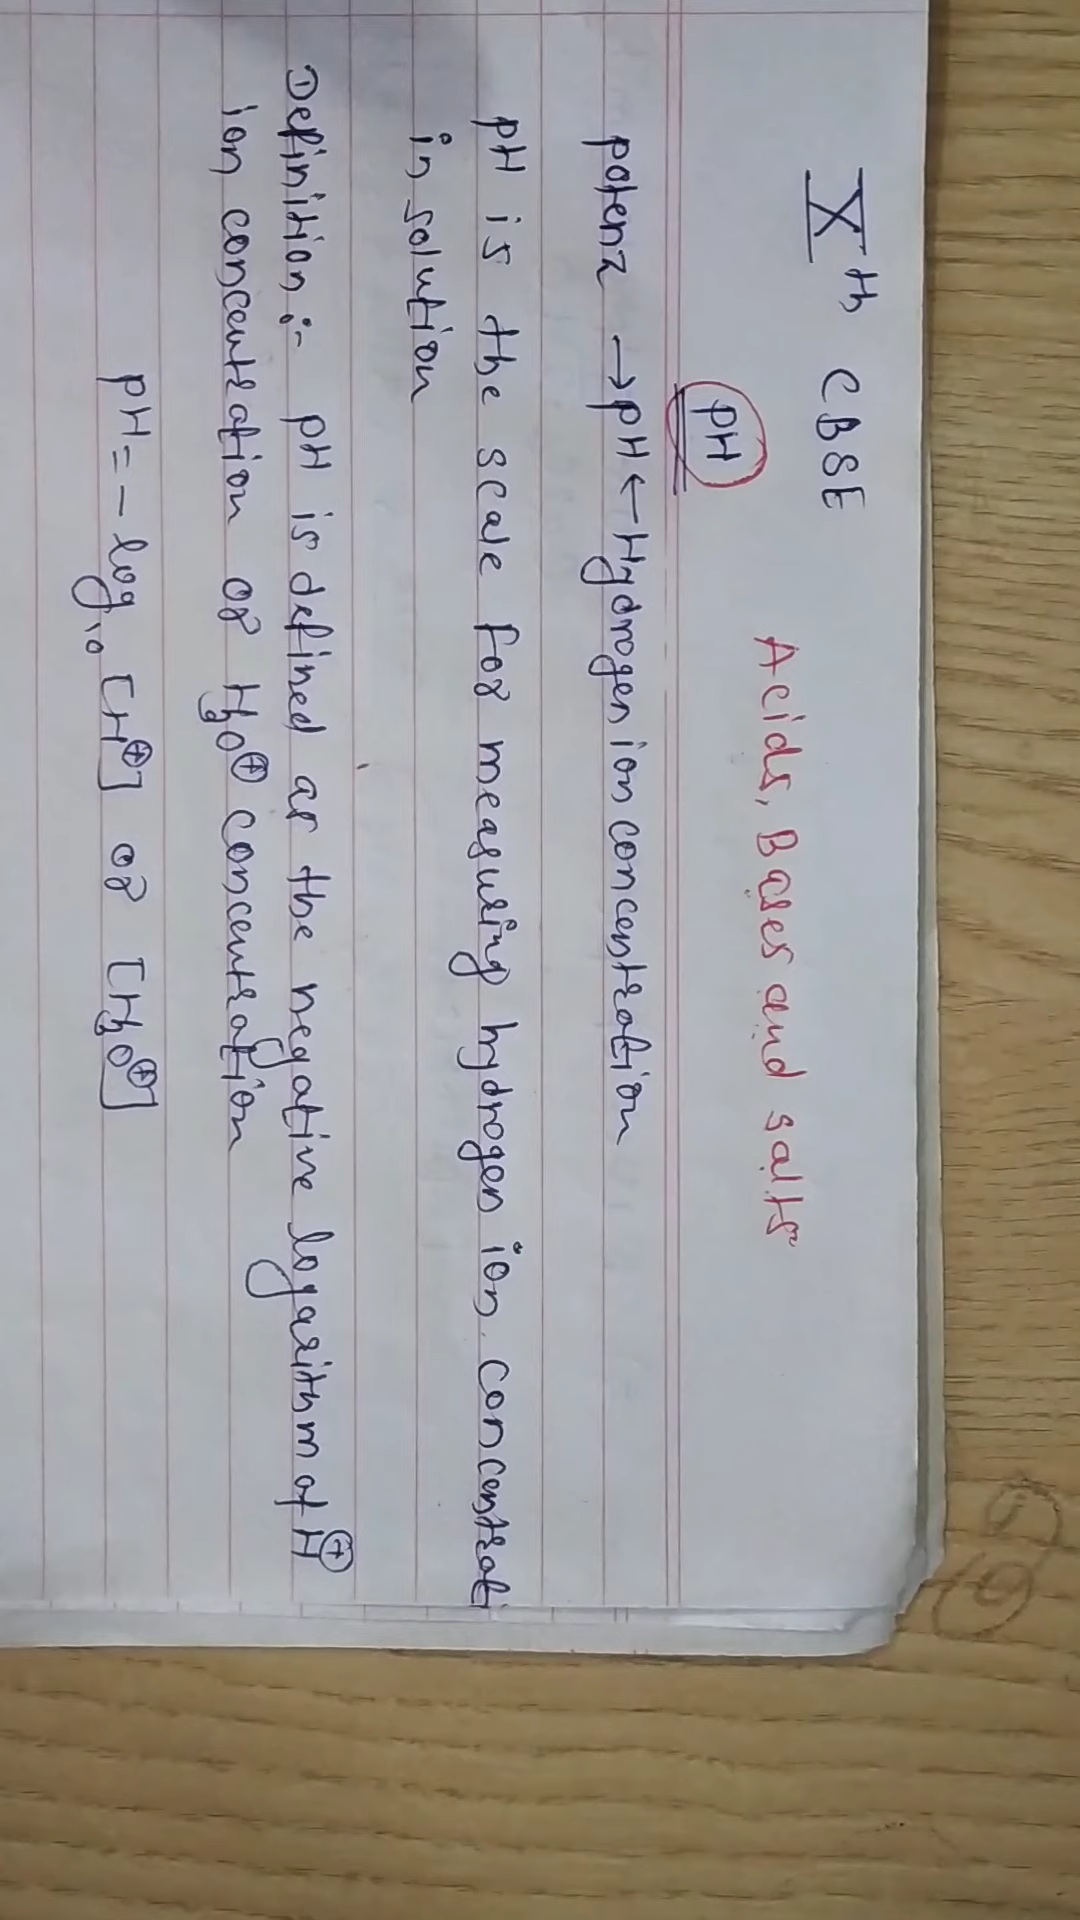 Xth CBSE
Acids, Bases and salts
pH
potenz → pH ← Hydrogen ion concentration
pH is the scale for measuring hydrogen ion concentrati
in solution
Definition :- pH is defined as the negative logarithm of H⊕
ion concentration or H₃O⊕ concentration
pH = - log₁₀ [H⊕] or [H₃O⊕]